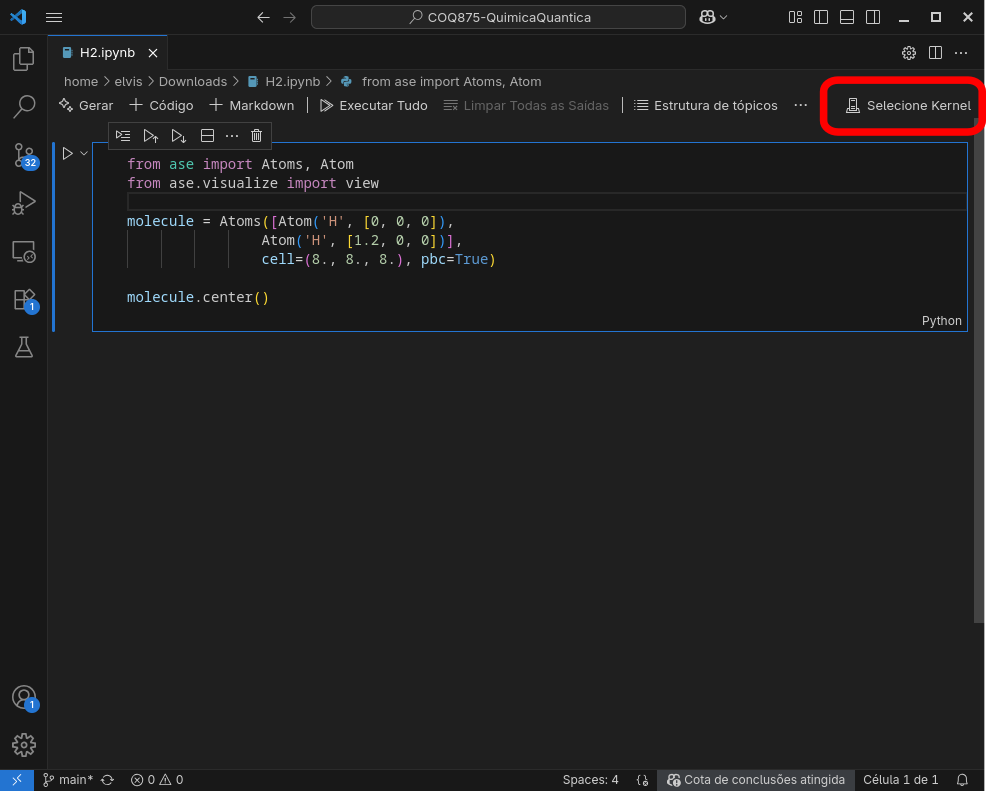 COQ875-QuimicaQuantica
H2.ipynb
home > elvis > Downloads > H2.ipynb > from ase import Atoms, Atom
Gerar + Código + Markdown Executar Tudo Limpar Todas as Saídas Estrutura de tópicos ... Selecione Kernel
from ase import Atoms, Atom
from ase.visualize import view
molecule = Atoms([Atom('H', [0, 0, 0]),
Atom('H', [1.2, 0, 0])],
cell=(8., 8., 8.), pbc=True)
molecule.center()
Python
32
1
1
main* 0 0 Spaces: 4 Cota de conclusões atingida Célula 1 de 1